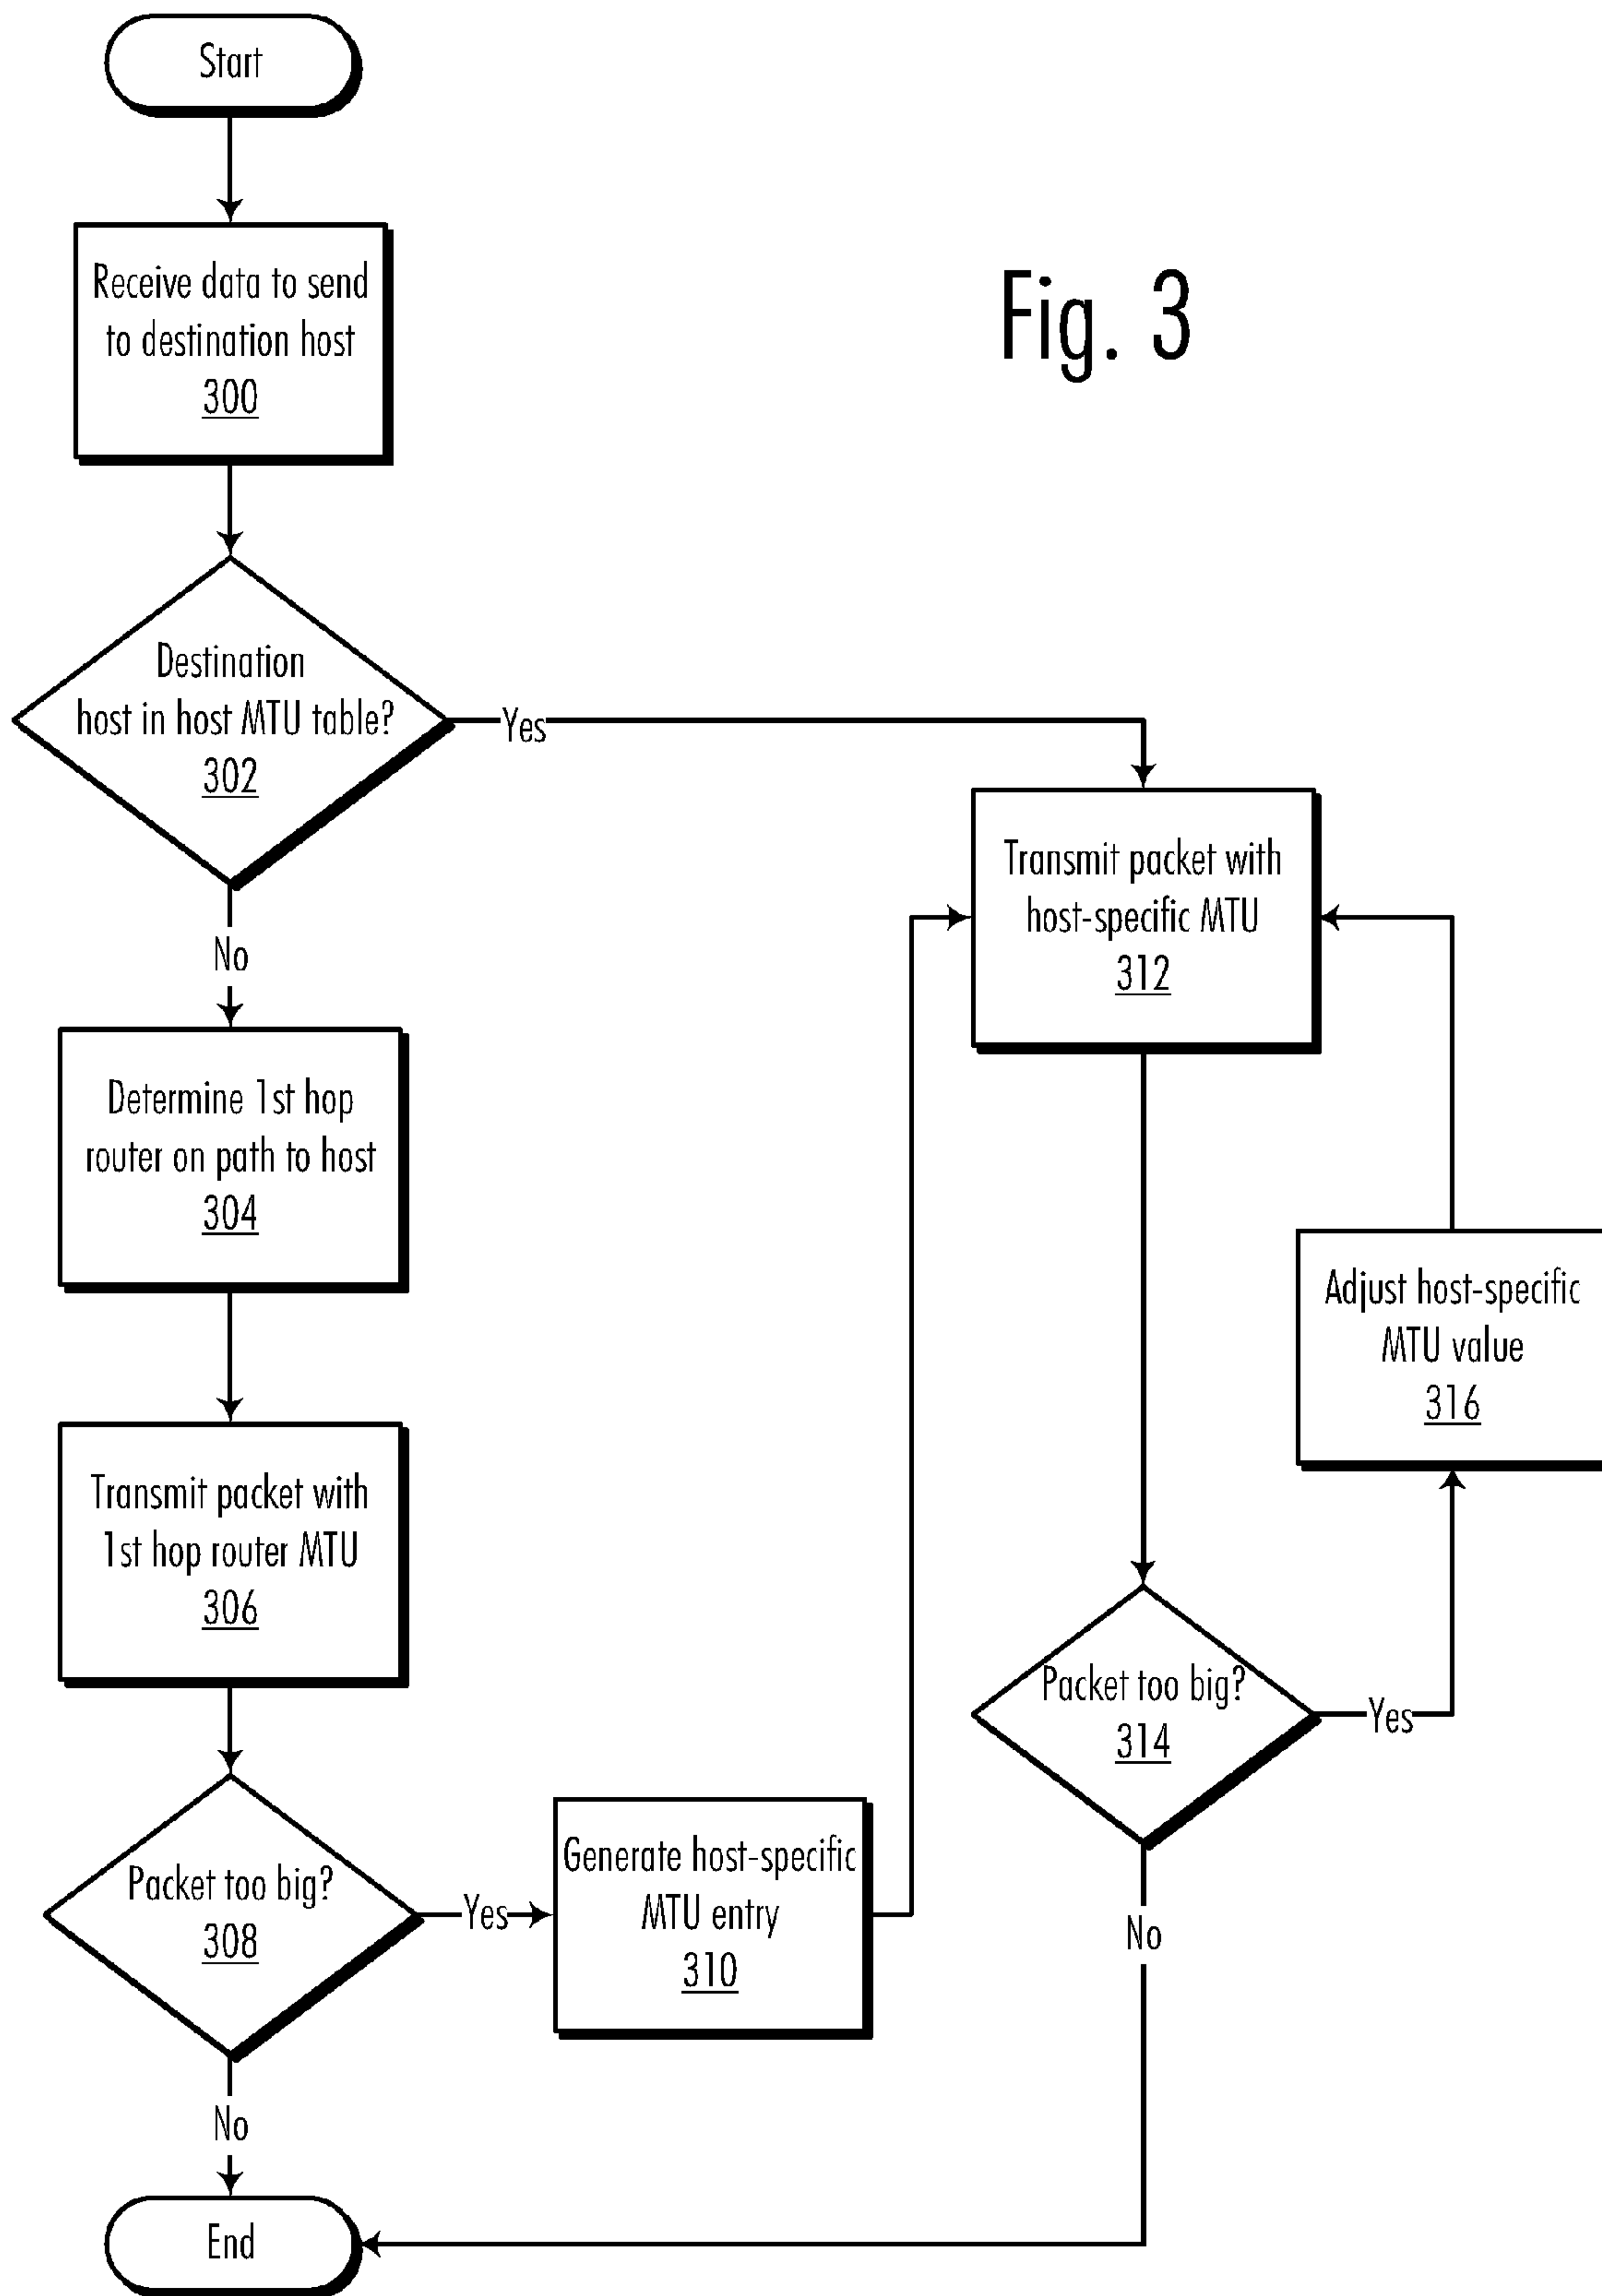 Start
Receive data to send
to destination host
300
Fig. 3
Destination
host in host MTU table?
302
Yes
No
Transmit packet with
host-specific MTU
312
Determine 1st hop
router on path to host
304
Adjust host-specific
MTU value
316
Transmit packet with
1st hop router MTU
306
Packet too big?
314
Yes
No
Packet too big?
308
Yes
Generate host-specific
MTU entry
310
No
End